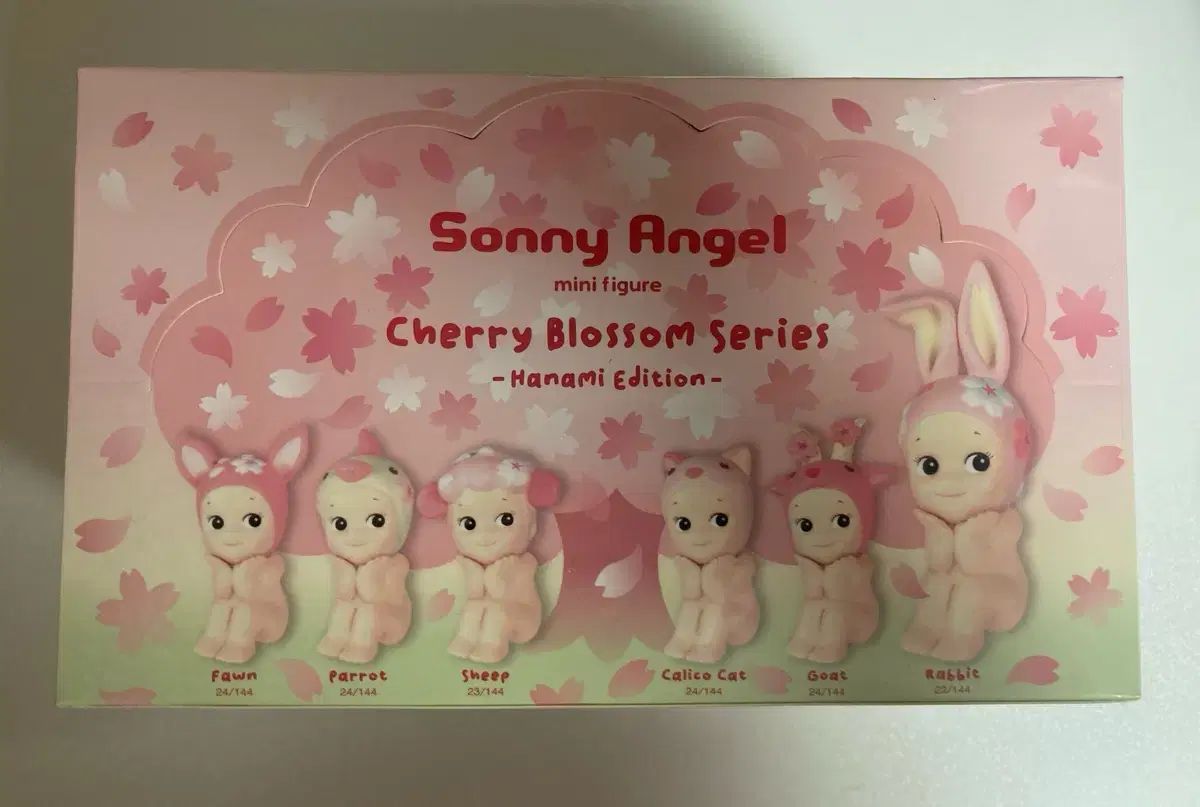 Sonny Angel
mini figure
Cherry Blossom Series
-Hanami Edition-
Fawn
24/144
Parrot
24/144
Sheep
23/144
Calico Cat
24/144
Goat
24/144
Rabbit
22/144